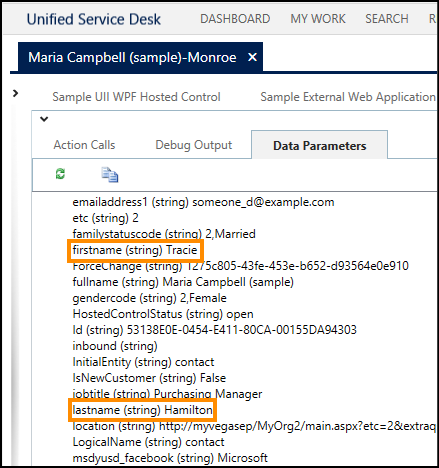 Unified Service Desk DASHBOARD MY WORK SEARCH
Maria Campbell (sample)-Monroe ×
Sample UII WPF Hosted Control Sample External Web Application
Action Calls Debug Output Data Parameters
emailaddress1 (string) someone_d@example.com
etc (string) 2
familystatuscode (string) 2,Married
firstname (string) Tracie
ForceChange (string) 1275c805-43fe-453e-b652-d93564e0e910
fullname (string) Maria Campbell (sample)
gendercode (string) 2,Female
HostedControlStatus (string) open
Id (string) 53138E0E-0454-E411-80CA-00155DA94303
inbound (string)
InitialEntity (string) contact
IsNewCustomer (string) False
jobtitle (string) Purchasing Manager
lastname (string) Hamilton
location (string) http://myvegasep/MyOrg2/main.aspx?etc=2&extraq
LogicalName (string) contact
msdyusd_facebook (string) Microsoft